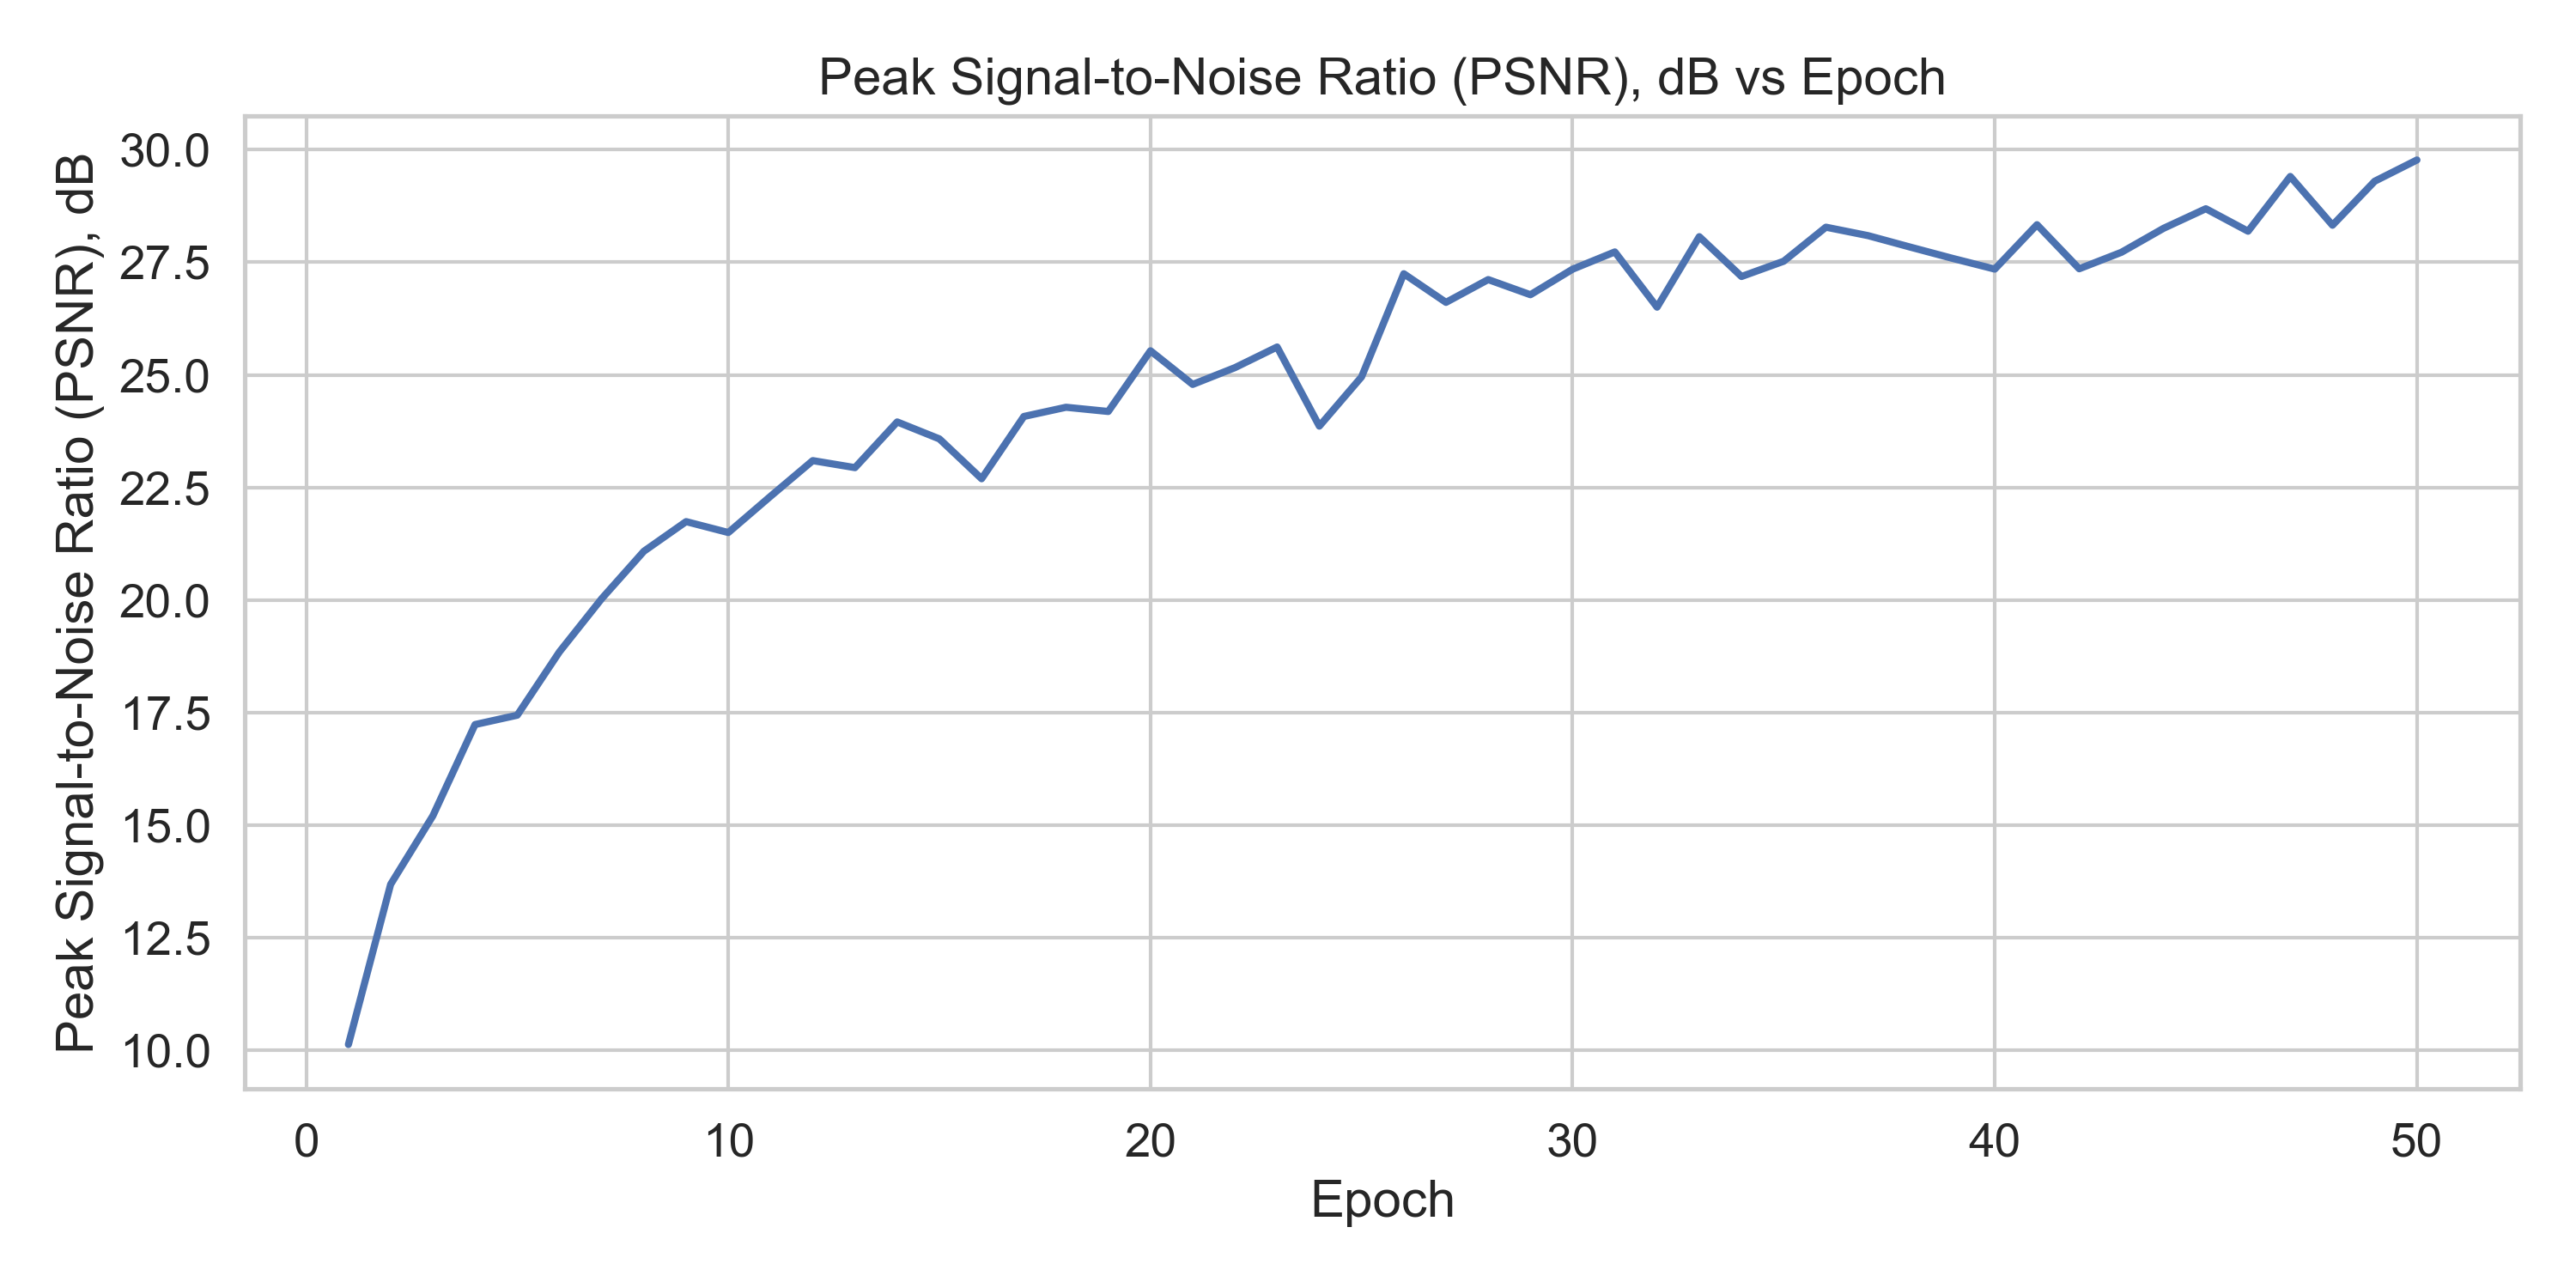 Peak Signal-to-Noise Ratio (PSNR), dB vs Epoch
Peak Signal-to-Noise Ratio (PSNR), dB
30.0
27.5
25.0
22.5
20.0
17.5
15.0
12.5
10.0
0 10 20 30 40 50
Epoch